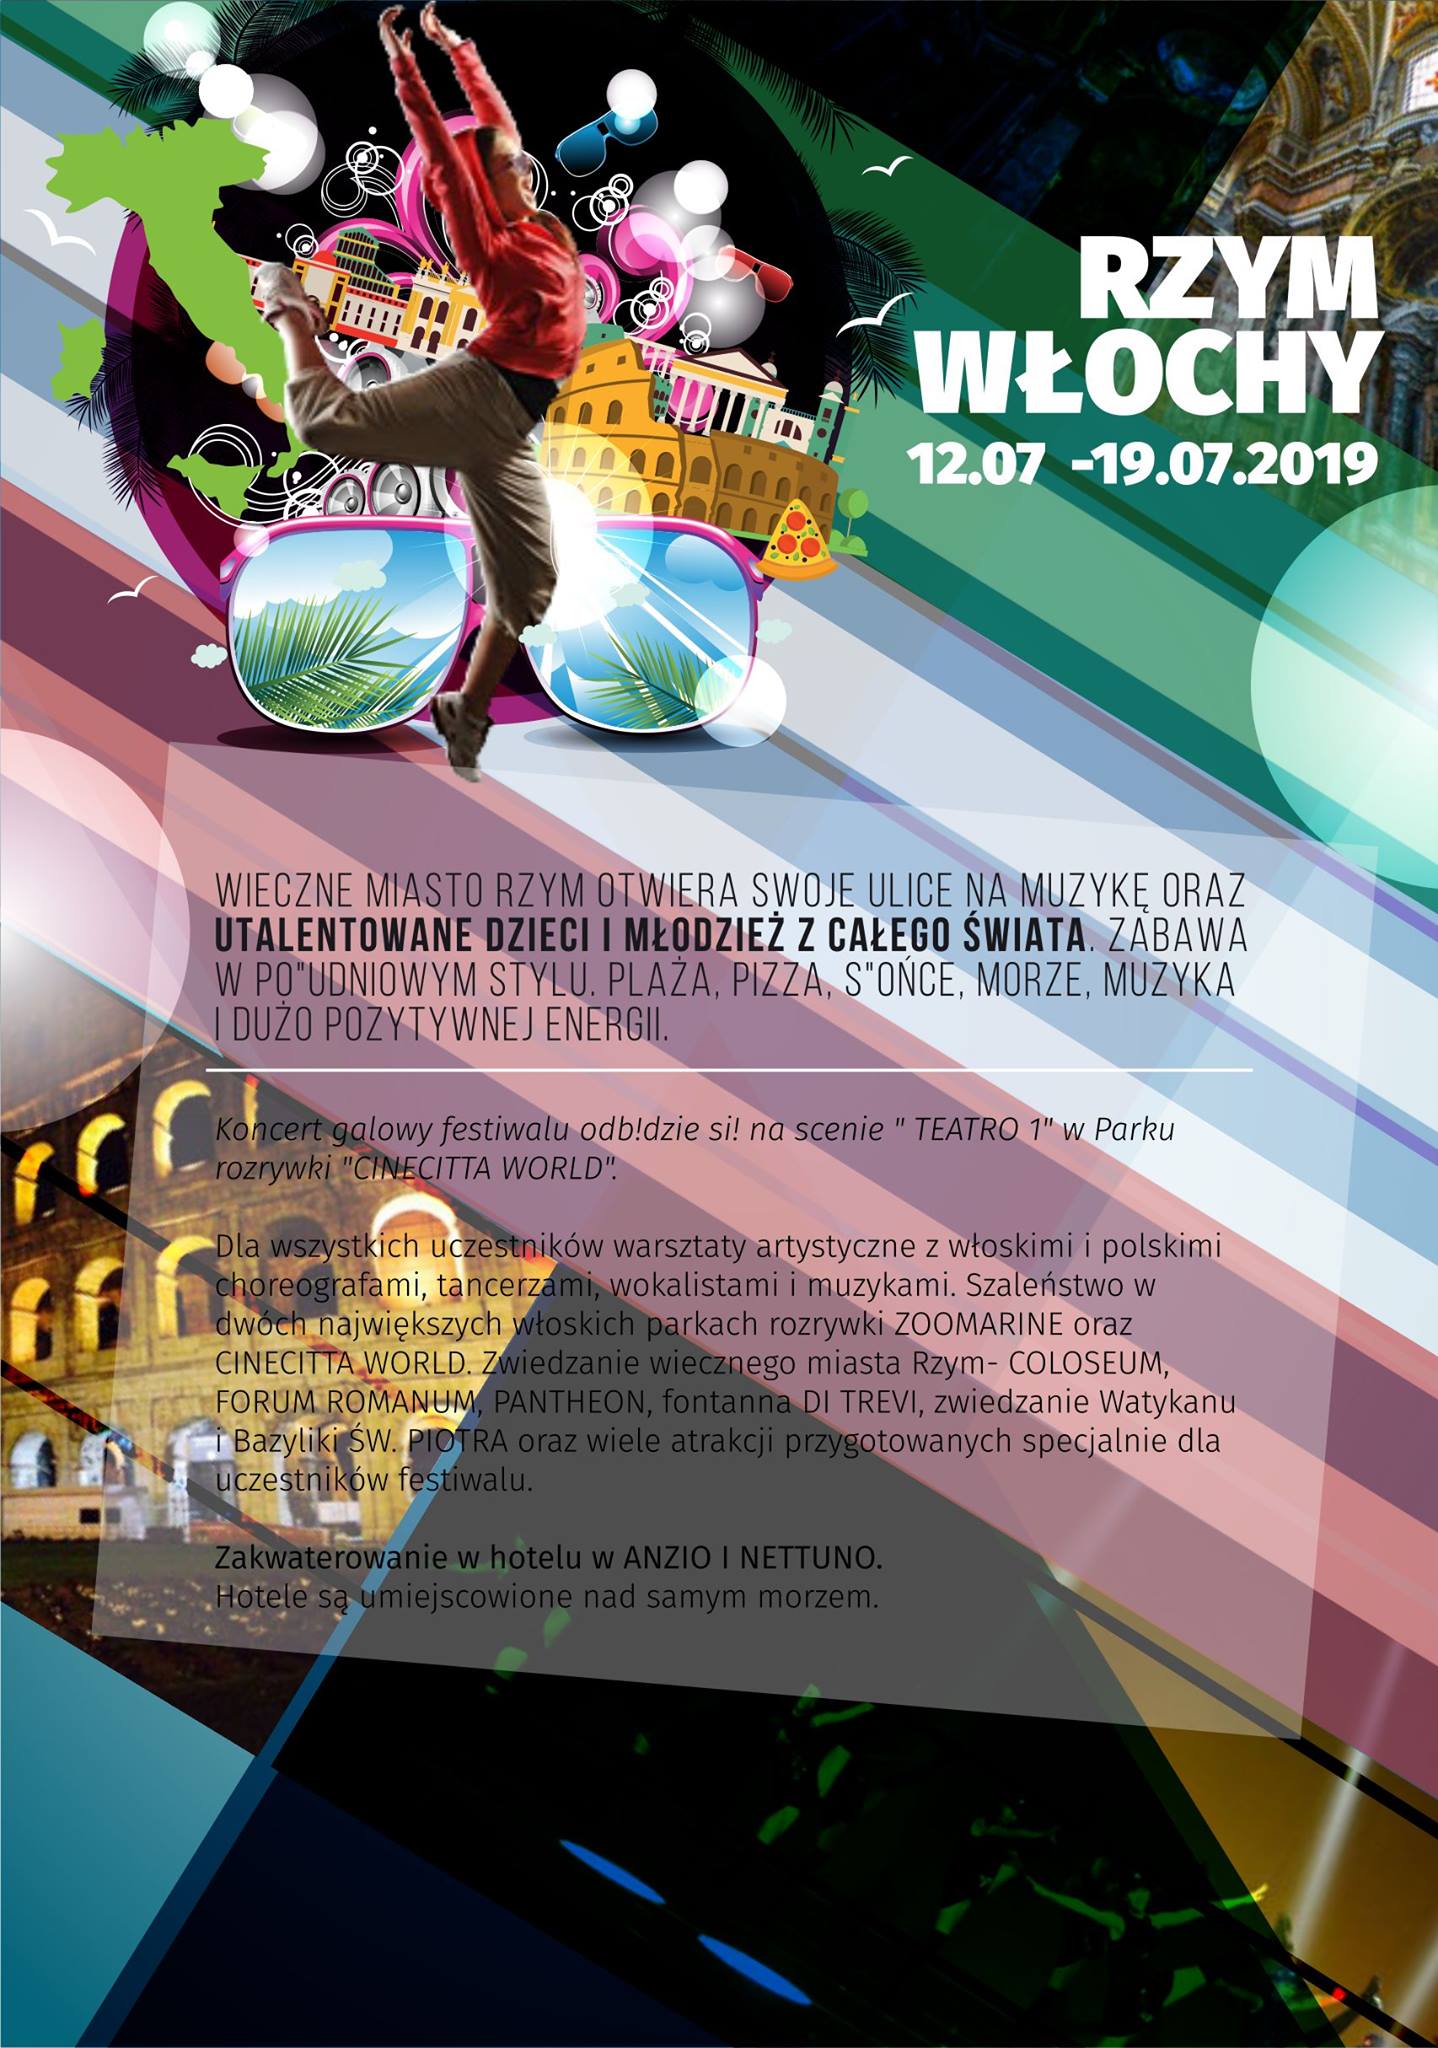 RZYM
WŁOCHY
12.07 -19.07.2019
WIECZNE MIASTO RZYM OTWIERA SWOJE ULICE NA MUZYKĘ ORAZ
UTALENTOWANE DZIECI I MŁODZIEŻ Z CAŁEGO ŚWIATA. ZABAWA
W PO"UDNIOWYM STYLU. PLAŻA, PIZZA, S"OŃCE, MORZE, MUZYKA
I DUŻO POZYTYWNEJ ENERGII.
Koncert galowy festiwalu odb!dzie si! na scenie " TEATRO 1" w Parku
rozrywki "CINECITTA WORLD".
Dla wszystkich uczestników warsztaty artystyczne z włoskimi i polskimi
choreografami, tancerzami, wokalistami i muzykami. Szaleństwo w
dwóch największych włoskich parkach rozrywki ZOOMARINE oraz
CINECITTA WORLD. Zwiedzanie wiecznego miasta Rzym- COLOSEUM,
FORUM ROMANUM, PANTHEON, fontanna DI TREVI, zwiedzanie Watykanu
i Bazyliki ŚW. PIOTRA oraz wiele atrakcji przygotowanych specjalnie dla
uczestników festiwalu.
Zakwaterowanie w hotelu w ANZIO I NETTUNO.
Hotele są umiejscowione nad samym morzem.